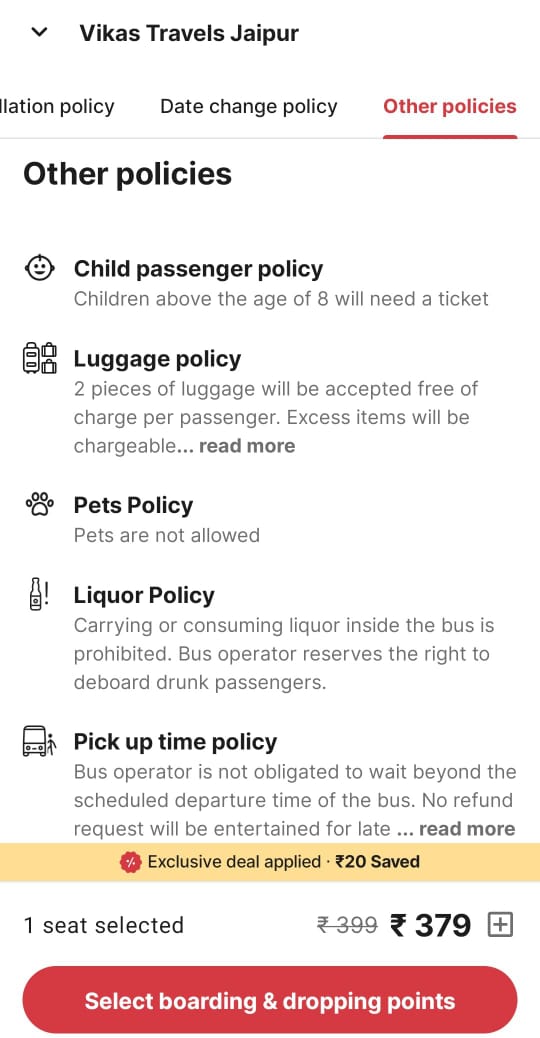 Vikas Travels Jaipur
llation policy Date change policy Other policies
Other policies
Child passenger policy
Children above the age of 8 will need a ticket
Luggage policy
2 pieces of luggage will be accepted free of
charge per passenger. Excess items will be
chargeable... read more
Pets Policy
Pets are not allowed
Liquor Policy
Carrying or consuming liquor inside the bus is
prohibited. Bus operator reserves the right to
deboard drunk passengers.
Pick up time policy
Bus operator is not obligated to wait beyond the
scheduled departure time of the bus. No refund
request will be entertained for late ... read more
Exclusive deal applied · ₹20 Saved
1 seat selected ₹ 399 ₹ 379
Select boarding & dropping points